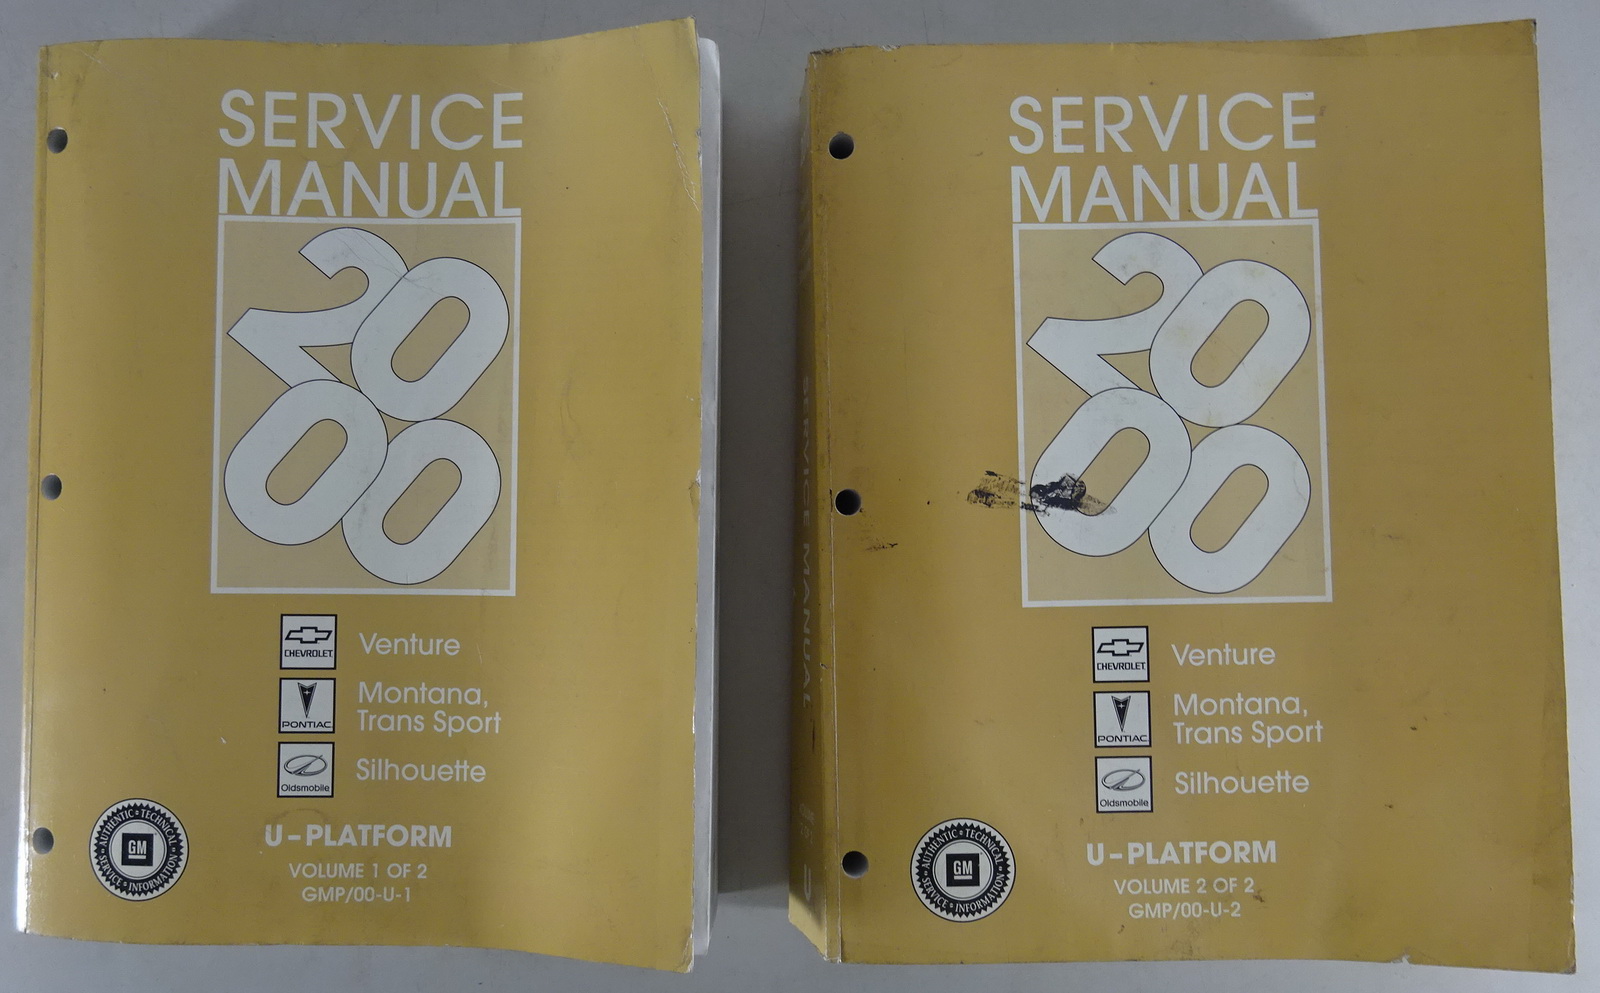 SERVICE
MANUAL
2000
CHEVROLET
Venture
PONTIAC
Montana,
Trans Sport
Oldsmobile
Silhouette
AUTHENTIC TECHNICAL
SERVICE INFORMATION
GM
U-PLATFORM
VOLUME 1 OF 2
GMP/00-U-1
SERVICE MANUAL
SERVICE
MANUAL
2000
CHEVROLET
Venture
PONTIAC
Montana,
Trans Sport
Oldsmobile
Silhouette
AUTHENTIC TECHNICAL
SERVICE INFORMATION
GM
U-PLATFORM
VOLUME 2 OF 2
GMP/00-U-2